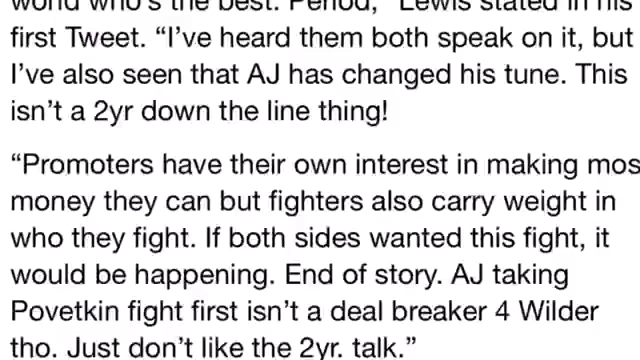 world who's the best. Period," Lewis stated in his
first Tweet. “I’ve heard them both speak on it, but
I’ve also seen that AJ has changed his tune. This
isn’t a 2yr down the line thing!
“Promoters have their own interest in making mos
money they can but fighters also carry weight in
who they fight. If both sides wanted this fight, it
would be happening. End of story. AJ taking
Povetkin fight first isn’t a deal breaker 4 Wilder
tho. Just don’t like the 2yr. talk.”